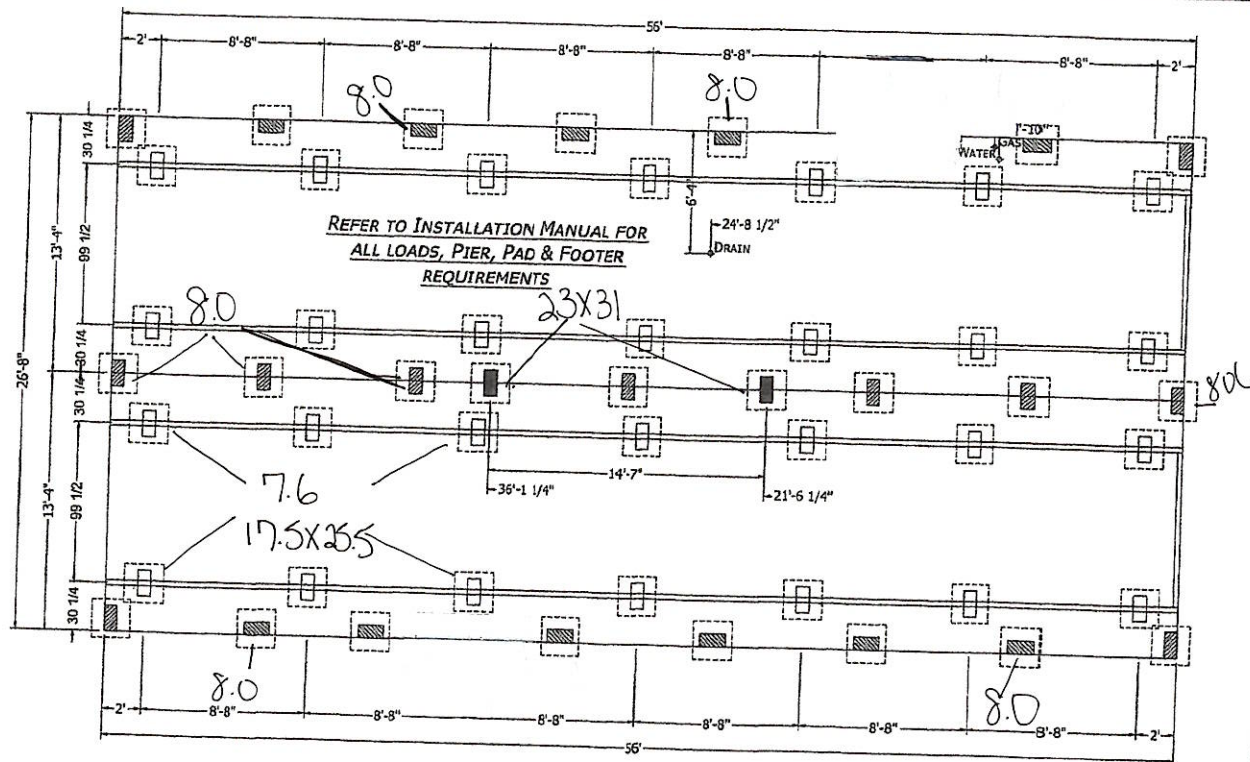 56'
2' 8'-8" 8'-8" 8'-8" 8'-8" 8'-8" 2'
8.0 8.0
30 1/4
1'-10"
GAS
WATER
6'-4"
REFER TO INSTALLATION MANUAL FOR
ALL LOADS, PIER, PAD & FOOTER
REQUIREMENTS
24'-8 1/2"
DRAIN
13'-4"
99 1/2
8.0 23X31
26'-8"
30 1/4
30 1/4
14'-7"
36'-1 1/4" 21'-6 1/4"
7.6
17.5X25.5
13'-4"
99 1/2
30 1/4
8.0 8.0
2' 8'-8" 8'-8" 8'-8" 8'-8" 8'-8" 8'-8" 2'
56'